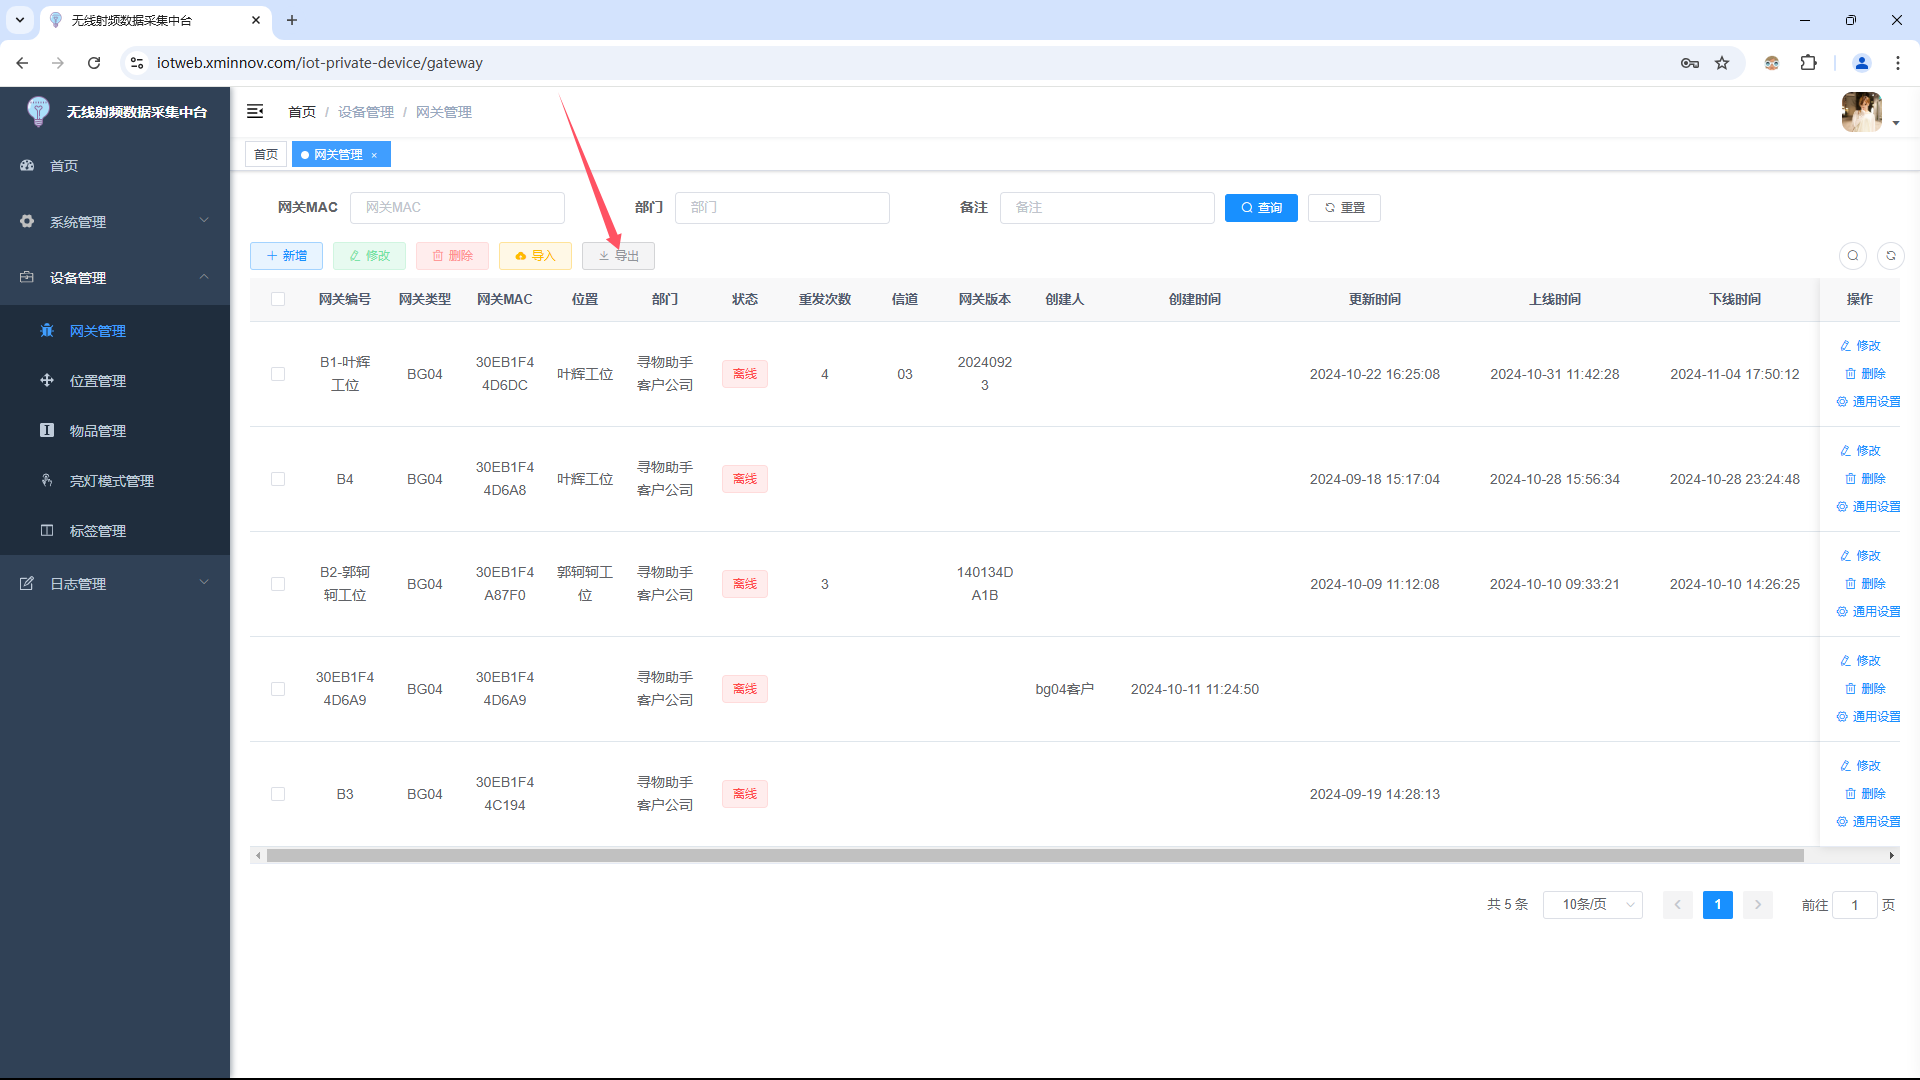 无线射频数据采集中台
iotweb.xminnov.com/iot-private-device/gateway
无线射频数据采集中台
首页 / 设备管理 / 网关管理
首页
网关管理 ×
首页
系统管理
设备管理
网关管理
位置管理
物品管理
亮灯模式管理
标签管理
日志管理
网关MAC 网关MAC 部门 部门 备注 备注 查询 重置
新增 修改 删除 导入 导出
网关编号 网关类型 网关MAC 位置 部门 状态 重发次数 信道 网关版本 创建人 创建时间 更新时间 上线时间 下线时间 操作
B1-叶辉
工位
BG04
30EB1F4
4D6DC
叶辉工位
寻物助手
客户公司
离线
4
03
2024092
3
2024-10-22 16:25:08
2024-10-31 11:42:28
2024-11-04 17:50:12
修改
删除
通用设置
B4
BG04
30EB1F4
4D6A8
叶辉工位
寻物助手
客户公司
离线
2024-09-18 15:17:04
2024-10-28 15:56:34
2024-10-28 23:24:48
修改
删除
通用设置
B2-郭轲
轲工位
BG04
30EB1F4
A87F0
郭轲轲工
位
寻物助手
客户公司
离线
3
140134D
A1B
2024-10-09 11:12:08
2024-10-10 09:33:21
2024-10-10 14:26:25
修改
删除
通用设置
30EB1F4
4D6A9
BG04
30EB1F4
4D6A9
寻物助手
客户公司
离线
bg04客户
2024-10-11 11:24:50
修改
删除
通用设置
B3
BG04
30EB1F4
4C194
寻物助手
客户公司
离线
2024-09-19 14:28:13
修改
删除
通用设置
共 5 条 10条/页 1 前往 1 页